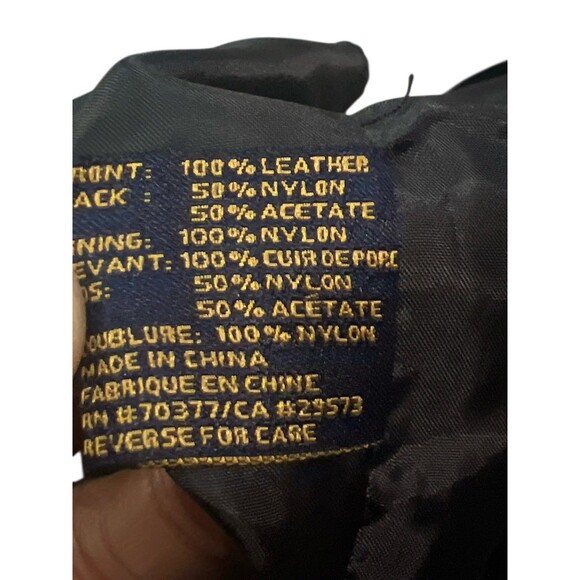 RONT: 100% LEATHER
ACK: 50% NYLON
50% ACETATE
NING: 100% NYLON
EVANT: 100% CUIR DE PORC
OS: 50% NYLON
50% ACETATE
OUBLURE: 100% NYLON
MADE IN CHINA
FABRIQUE EN CHINE
RN #70377/CA #29573
REVERSE FOR CARE